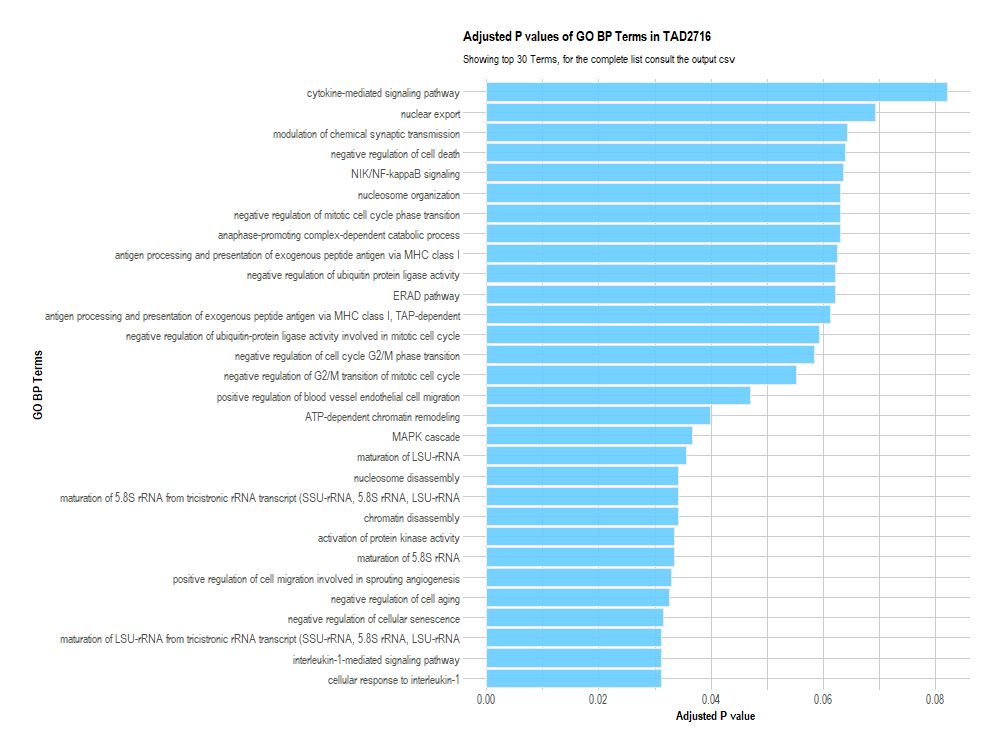 Adjusted P values of GO BP Terms in TAD2716
Showing top 30 Terms, for the complete list consult the output csv
cytokine-mediated signaling pathway
nuclear export
modulation of chemical synaptic transmission
negative regulation of cell death
NIK/NF-kappaB signaling
nucleosome organization
negative regulation of mitotic cell cycle phase transition
anaphase-promoting complex-dependent catabolic process
antigen processing and presentation of exogenous peptide antigen via MHC class I
negative regulation of ubiquitin protein ligase activity
ERAD pathway
antigen processing and presentation of exogenous peptide antigen via MHC class I, TAP-dependent
negative regulation of ubiquitin-protein ligase activity involved in mitotic cell cycle
negative regulation of cell cycle G2/M phase transition
negative regulation of G2/M transition of mitotic cell cycle
positive regulation of blood vessel endothelial cell migration
ATP-dependent chromatin remodeling
MAPK cascade
maturation of LSU-rRNA
nucleosome disassembly
maturation of 5.8S rRNA from tricistronic rRNA transcript (SSU-rRNA, 5.8S rRNA, LSU-rRNA
chromatin disassembly
activation of protein kinase activity
maturation of 5.8S rRNA
positive regulation of cell migration involved in sprouting angiogenesis
negative regulation of cell aging
negative regulation of cellular senescence
maturation of LSU-rRNA from tricistronic rRNA transcript (SSU-rRNA, 5.8S rRNA, LSU-rRNA
interleukin-1-mediated signaling pathway
cellular response to interleukin-1
GO BP Terms
0.00 0.02 0.04 0.06 0.08
Adjusted P value